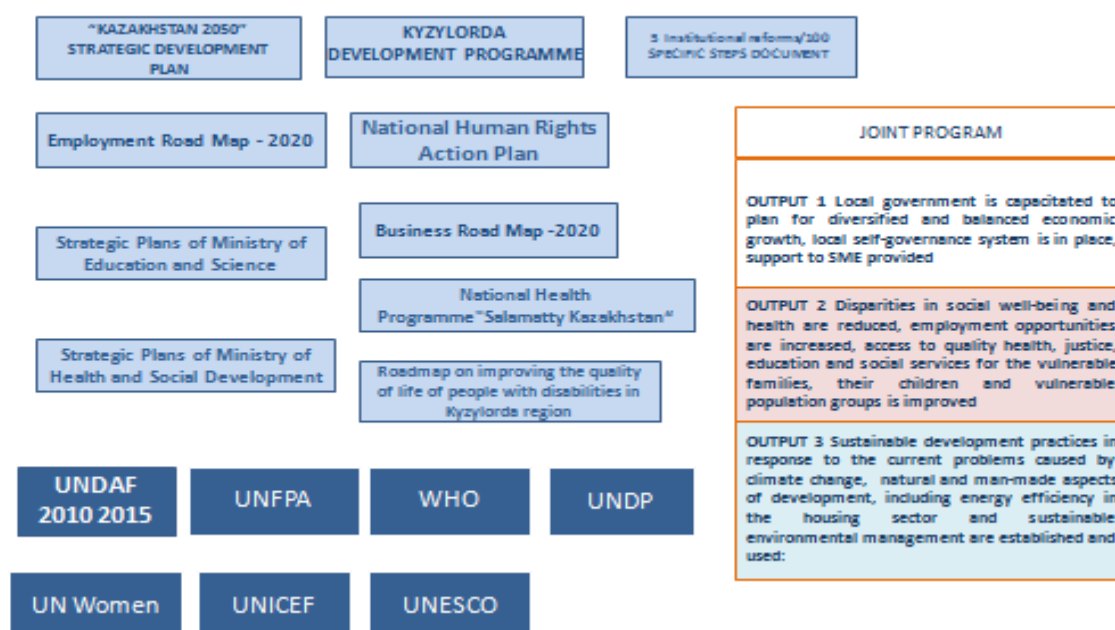 "KAZAKHSTAN 2050"
STRATEGIC DEVELOPMENT
PLAN
KYZYLORDA
DEVELOPMENT PROGRAMME
5 Institutional reforms/100
SPECIFIC STEPS DOCUMENT
Employment Road Map - 2020
National Human Rights
Action Plan
Strategic Plans of Ministry of
Education and Science
Business Road Map -2020
National Health
Programme"Salamatty Kazakhstan"
Strategic Plans of Ministry of
Health and Social Development
Roadmap on improving the quality
of life of people with disabilities in
Kyzylorda region
UNDAF
2010 2015
UNFPA
WHO
UNDP
UN Women
UNICEF
UNESCO
JOINT PROGRAM
OUTPUT 1 Local government is capacitated to
plan for diversified and balanced economic
growth, local self-governance system is in place,
support to SME provided
OUTPUT 2 Disparities in social well-being and
health are reduced, employment opportunities
are increased, access to quality health, justice,
education and social services for the vulnerable
families, their children and vulnerable
population groups is improved
OUTPUT 3 Sustainable development practices in
response to the current problems caused by
climate change, natural and man-made aspects
of development, including energy efficiency in
the housing sector and sustainable
environmental management are established and
used: